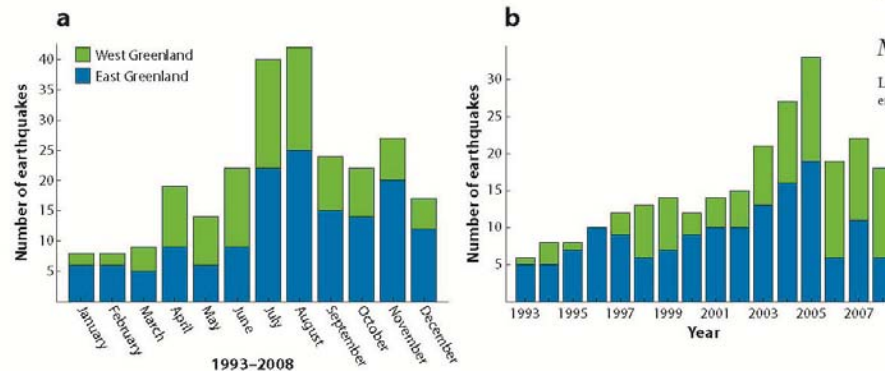 a
West Greenland
East Greenland
Number of earthquakes
40
35
30
25
20
15
10
5
January
February
March
April
May
June
July
August
September
October
November
December
1993–2008
b
Number of earthquakes
30
25
20
15
10
5
1993
1995
1997
1999
2001
2003
2005
2007
Year